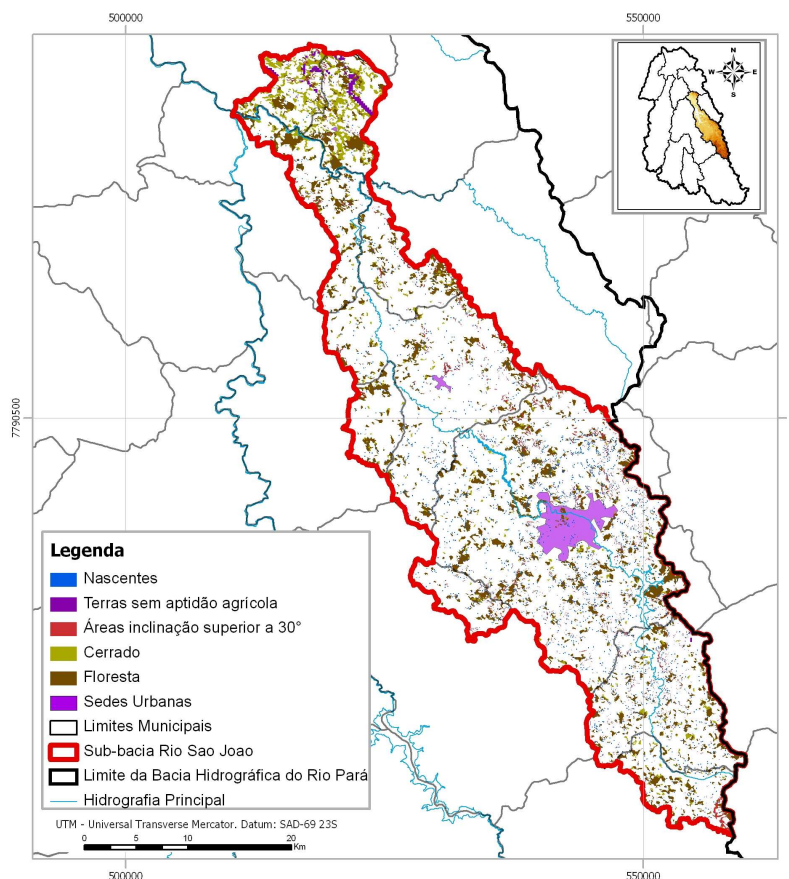 500000 550000
N
W E
S
7790500
Legenda
Nascentes
Terras sem aptidão agrícola
Áreas inclinação superior a 30°
Cerrado
Floresta
Sedes Urbanas
Limites Municipais
Sub-bacia Rio Sao Joao
Limite da Bacia Hidrográfica do Rio Pará
Hidrografia Principal
UTM - Universal Transverse Mercator. Datum: SAD-69 23S
0 5 10 20
Km
500000 550000